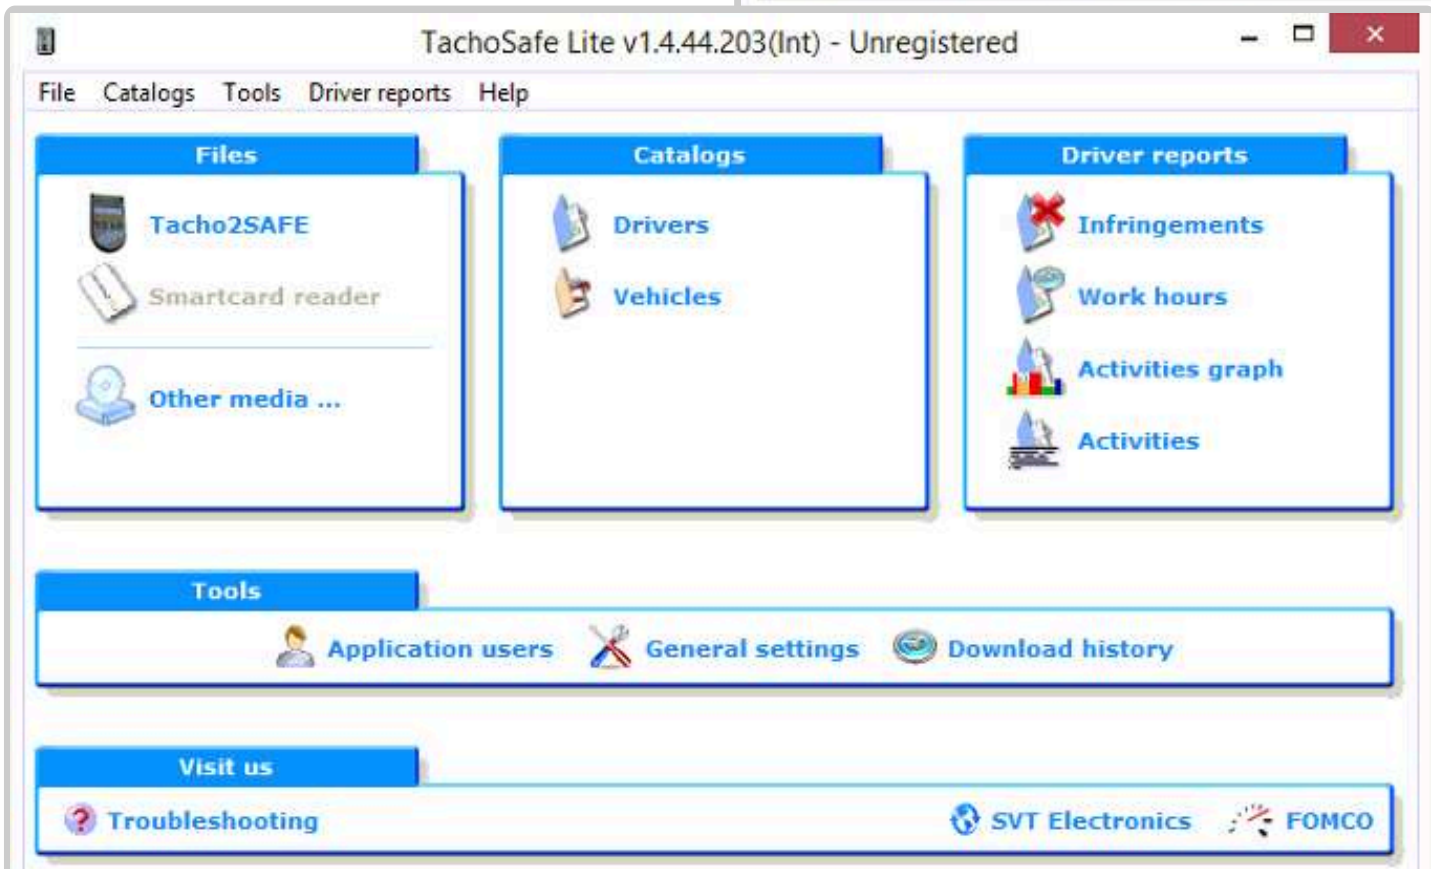 TachoSafe Lite v1.4.44.203(Int) - Unregistered
File Catalogs Tools Driver reports Help
Files
Tacho2SAFE
Smartcard reader
Other media ...
Catalogs
Drivers
Vehicles
Driver reports
Infringements
Work hours
Activities graph
Activities
Tools
Application users General settings Download history
Visit us
Troubleshooting SVT Electronics FOMCO